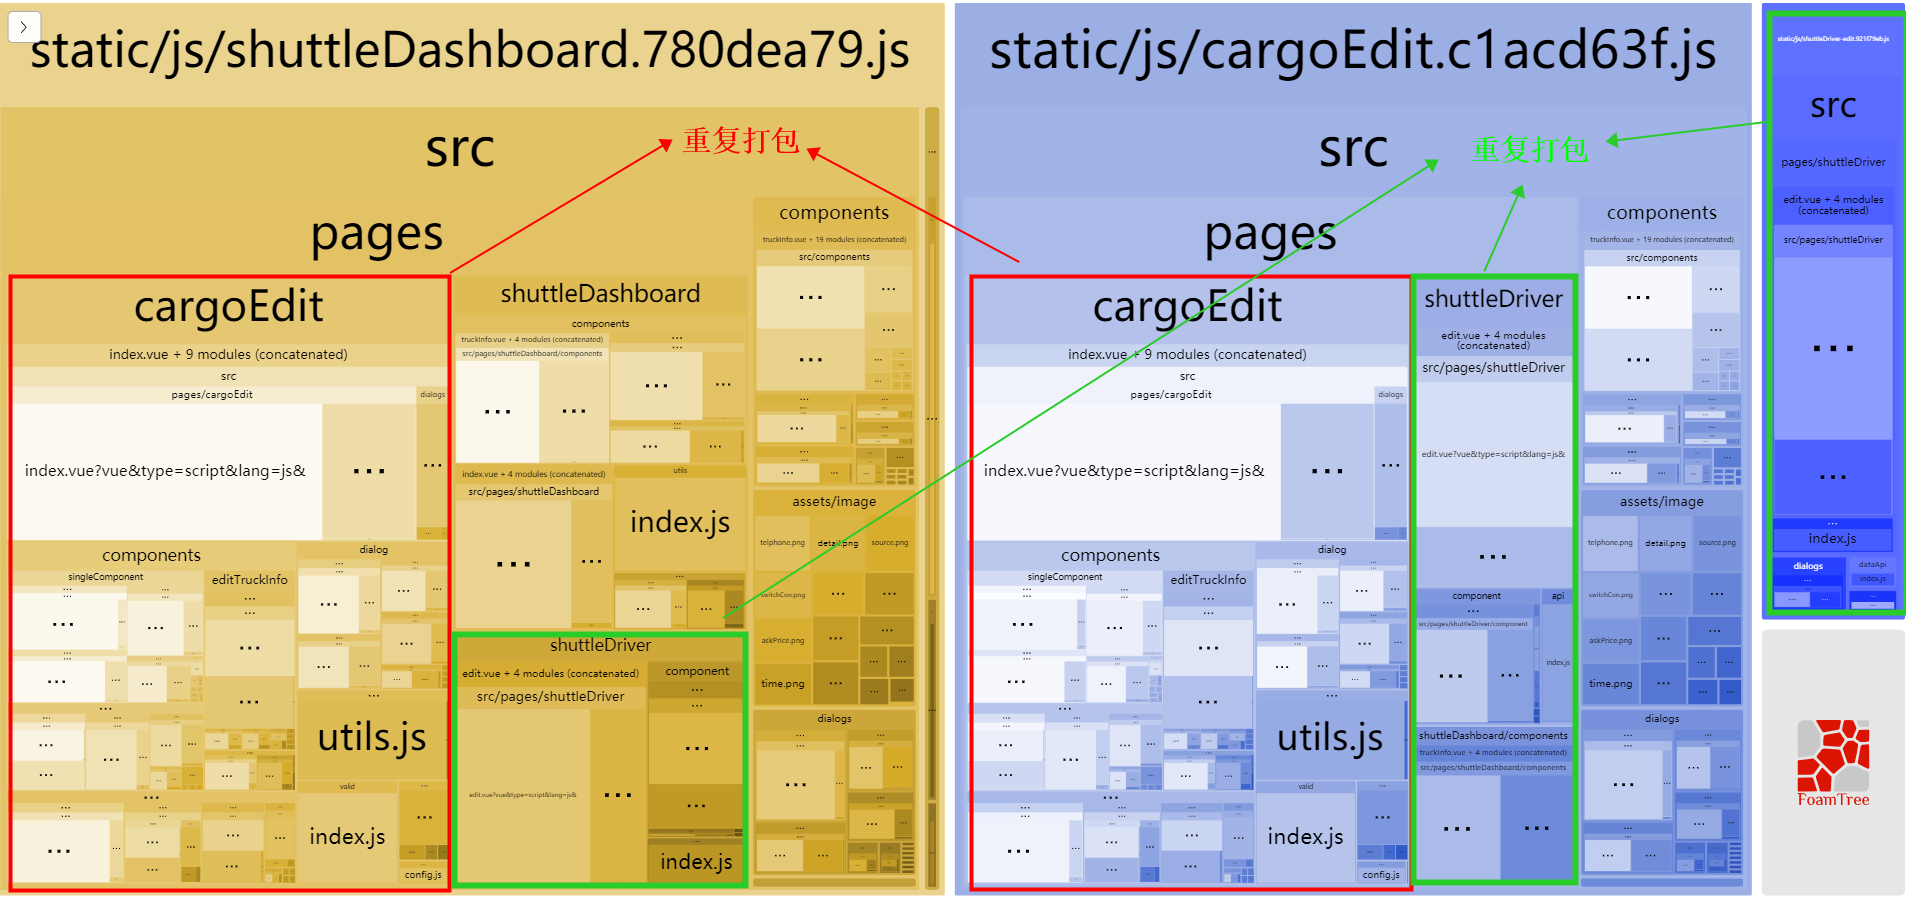 static/js/shuttleDashboard.780dea79.js
src
重复打包
pages
cargoEdit
index.vue + 9 modules (concatenated)
src
pages/cargoEdit
dialogs
index.vue?vue&type=script&lang=js&
...
...
components
singleComponent
editTruckInfo
dialog
utils.js
valid
index.js
config.js
shuttleDashboard
components
truckInfo.vue + 4 modules (concatenated)
src/pages/shuttleDashboard/components
index.vue + 4 modules (concatenated)
src/pages/shuttleDashboard
utils
index.js
shuttleDriver
edit.vue + 4 modules (concatenated)
src/pages/shuttleDriver
edit.vue?vue&type=script&lang=js&
component
index.js
components
truckInfo.vue + 19 modules (concatenated)
src/components
assets/image
telphone.png
detail.png
source.png
switchCon.png
askPrice.png
time.png
dialogs
static/js/cargoEdit.c1acd63f.js
src
重复打包
pages
cargoEdit
index.vue + 9 modules (concatenated)
src
pages/cargoEdit
dialogs
index.vue?vue&type=script&lang=js&
...
...
components
singleComponent
editTruckInfo
dialog
utils.js
valid
index.js
config.js
shuttleDriver
edit.vue + 4 modules
(concatenated)
src/pages/shuttleDriver
edit.vue?vue&type=script&lang=js&
...
component
api
src/pages/shuttleDriver/component
index.js
shuttleDashboard/components
truckInfo.vue + 4 modules (concatenated)
src/pages/shuttleDashboard/components
components
truckInfo.vue + 19 modules (concatenated)
src/components
assets/image
telphone.png
detail.png
source.png
switchCon.png
askPrice.png
time.png
dialogs
static/js/shuttleDriver-edit.921f79eb.js
src
pages/shuttleDriver
edit.vue + 4 modules
(concatenated)
src/pages/shuttleDriver
...
...
index.js
dialogs
dataApi
index.js
FoamTree